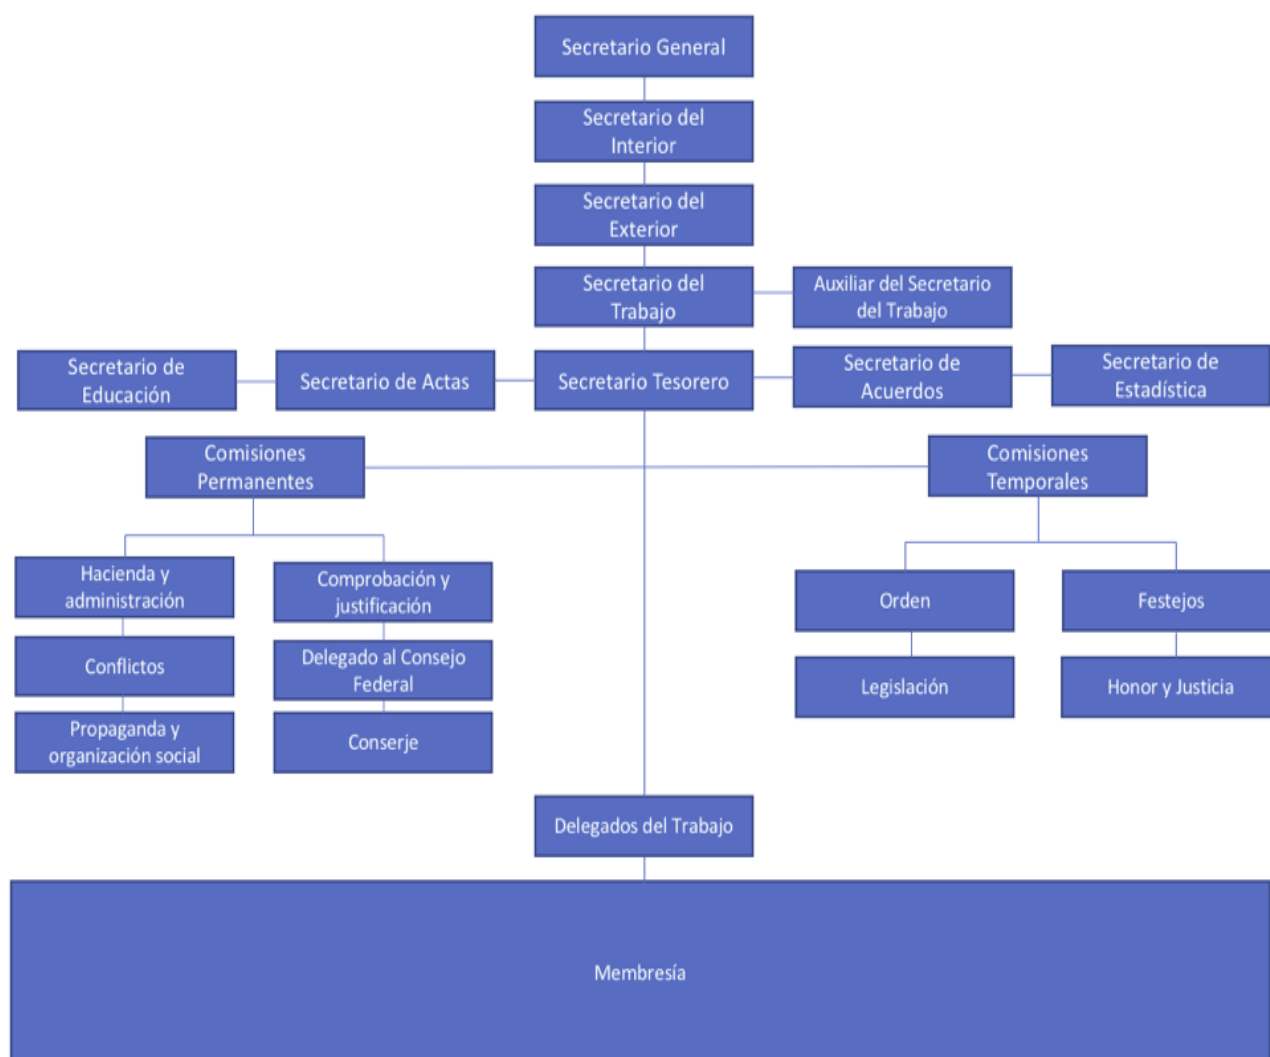 Secretario General
Secretario del
Interior
Secretario del
Exterior
Secretario del
Trabajo
Auxiliar del Secretario
del Trabajo
Secretario de
Educación
Secretario de Actas
Secretario Tesorero
Secretario de
Acuerdos
Secretario de
Estadística
Comisiones
Permanentes
Comisiones
Temporales
Hacienda y
administración
Comprobación y
justificación
Orden
Festejos
Conflictos
Delegado al Consejo
Federal
Legislación
Honor y Justicia
Propaganda y
organización social
Conserje
Delegados del Trabajo
Membresía